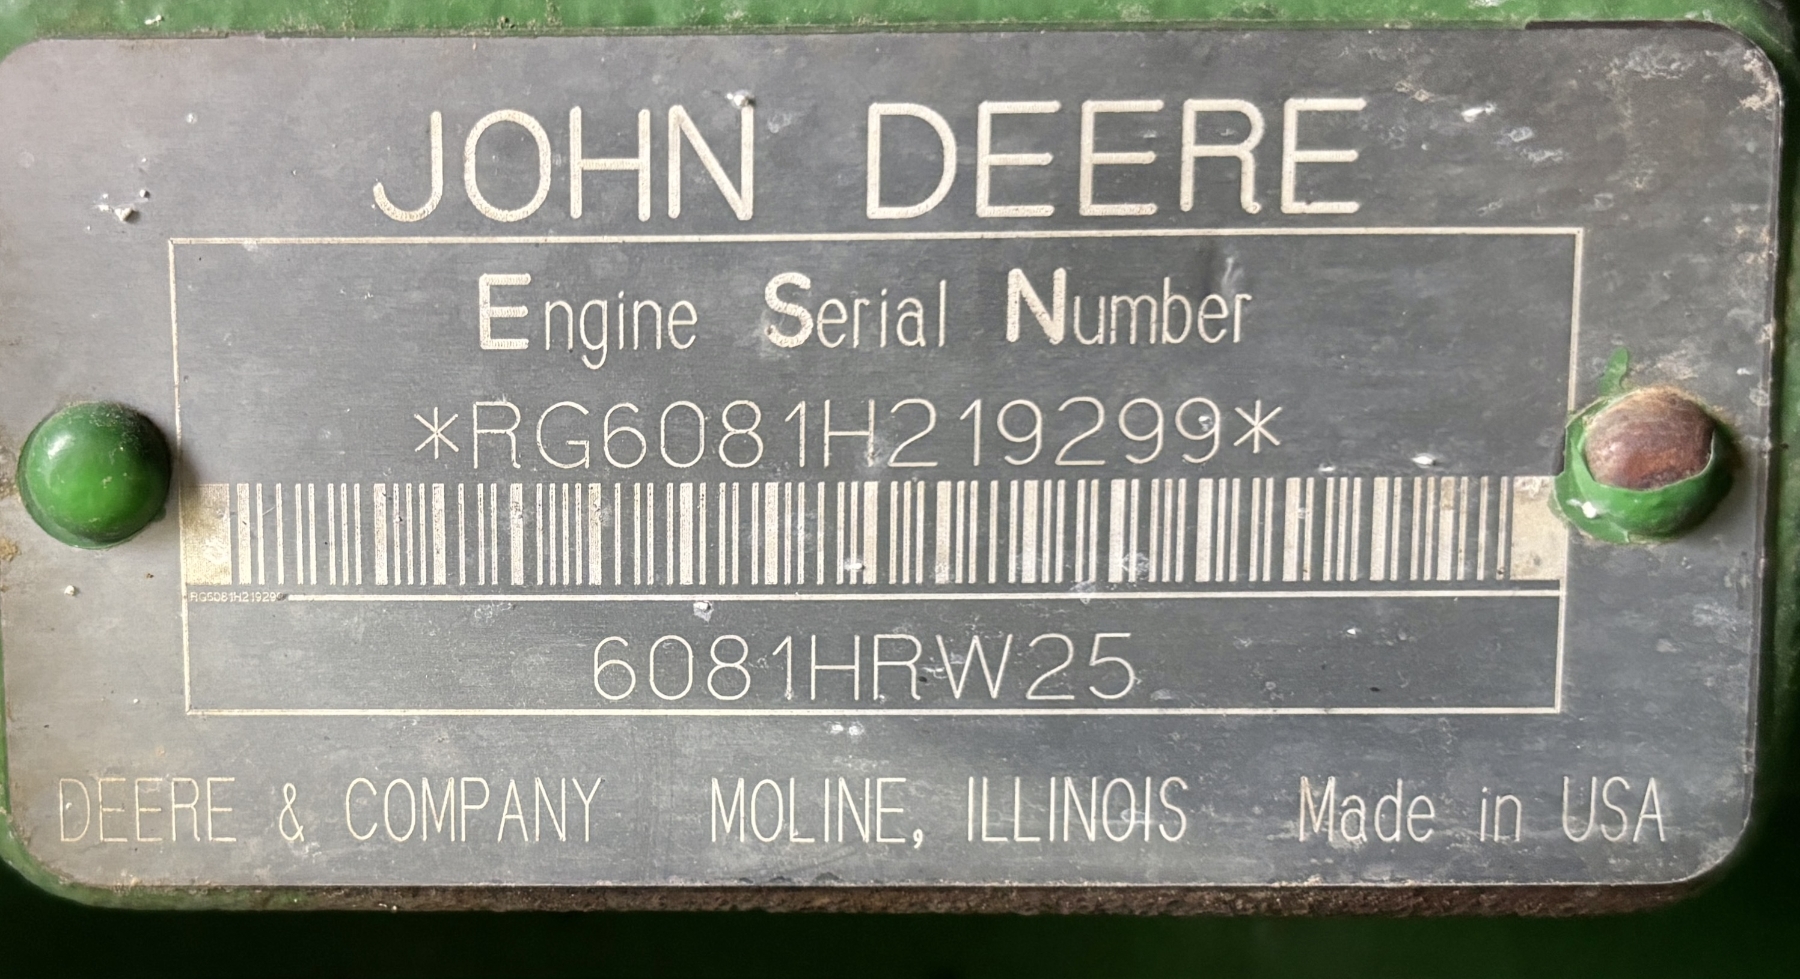 JOHN DEERE
Engine Serial Number
*RG6081H219299*
RG6081H219299
6081HRW25
DEERE & COMPANY MOLINE, ILLINOIS Made in USA